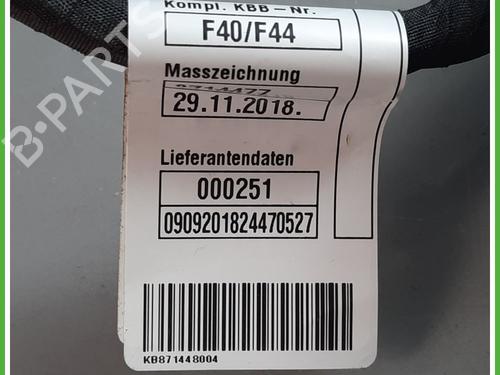 Kompl. KBB-Nr.
F40/F44
Masszeichnung
29.11.2018.
Lieferantendaten
000251
0909201824470527
KB871448004
B-PARTS